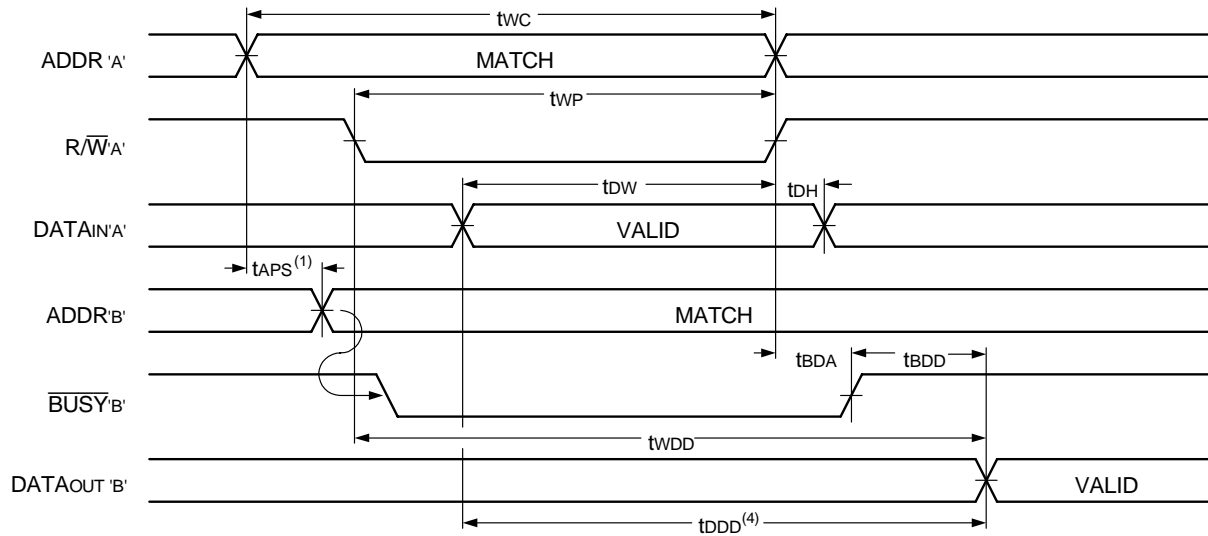 tWC
ADDR 'A'
MATCH
tWP
R/W'A'
tDW
tDH
DATAIN'A'
VALID
tAPS(1)
ADDR'B'
MATCH
tBDA
tBDD
BUSY'B'
tWDD
DATAOUT 'B'
VALID
tDDD(4)